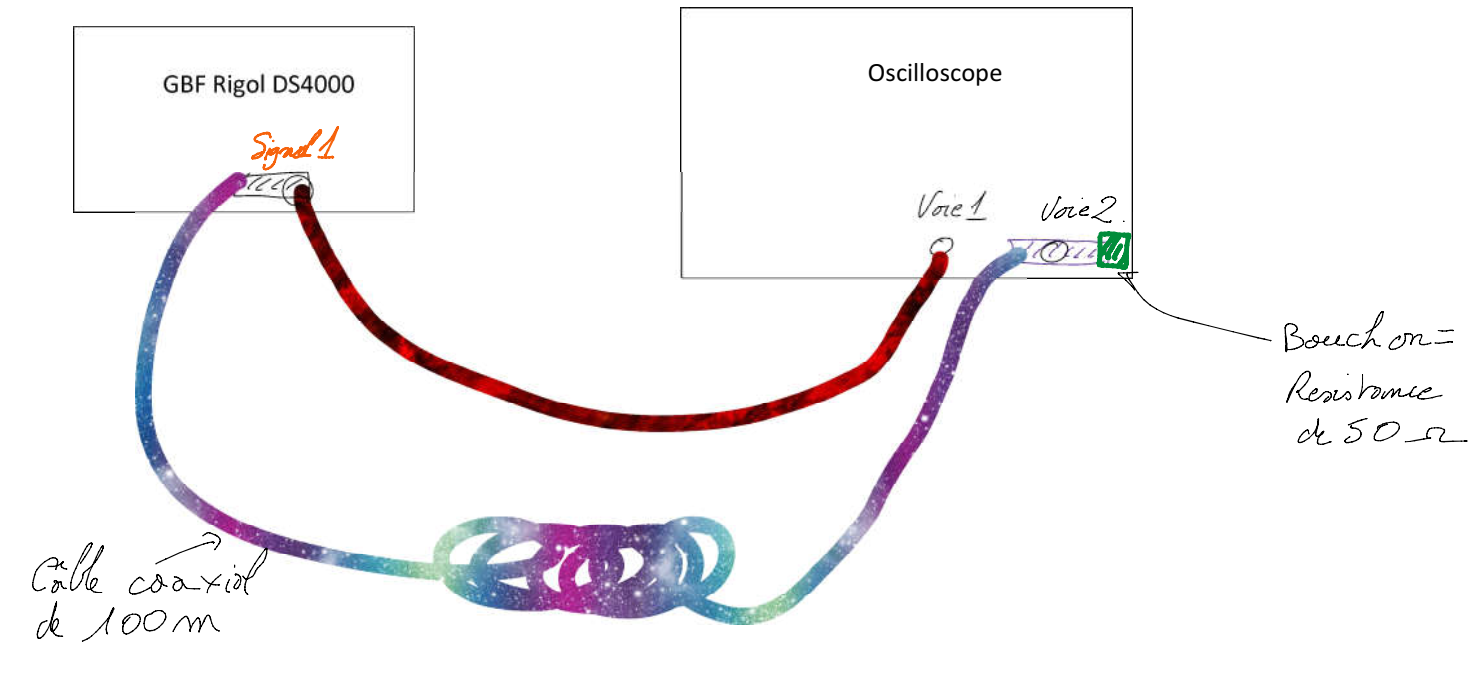 GBF Rigol DS4000
Oscilloscope
Signal 1
Voie 1
Voie 2.
Bouchon =
Resistance
de 50 Ω
Câble coaxial
de 100 m